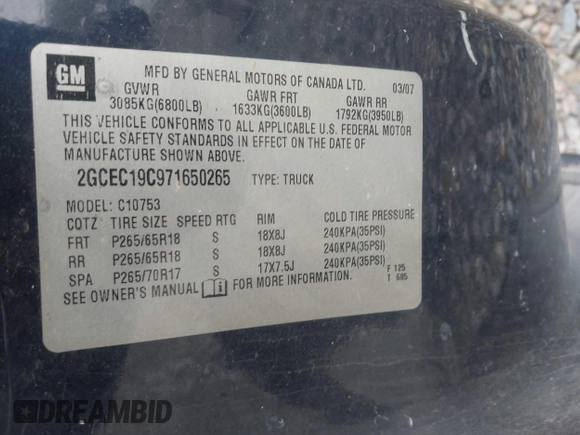 GM
MFD BY GENERAL MOTORS OF CANADA LTD. 03/07
GVWR GAWR FRT GAWR RR
3085KG(6800LB) 1633KG(3600LB) 1792KG(3950LB)
THIS VEHICLE CONFORMS TO ALL APPLICABLE U.S. FEDERAL MOTOR
VEHICLE SAFETY STANDARDS IN EFFECT ON THE DATE OF
MANUFACTURE SHOWN ABOVE.
2GCEC19C971650265 TYPE: TRUCK
MODEL: C10753
CQTZ TIRE SIZE SPEED RTG RIM COLD TIRE PRESSURE
FRT P265/65R18 S 18X8J 240KPA(35PSI)
RR P265/65R18 S 18X8J 240KPA(35PSI)
SPA P265/70R17 S 17X7.5J 240KPA(35PSI)
SEE OWNER'S MANUAL i FOR MORE INFORMATION.
F 125
T 685
DREAMBID